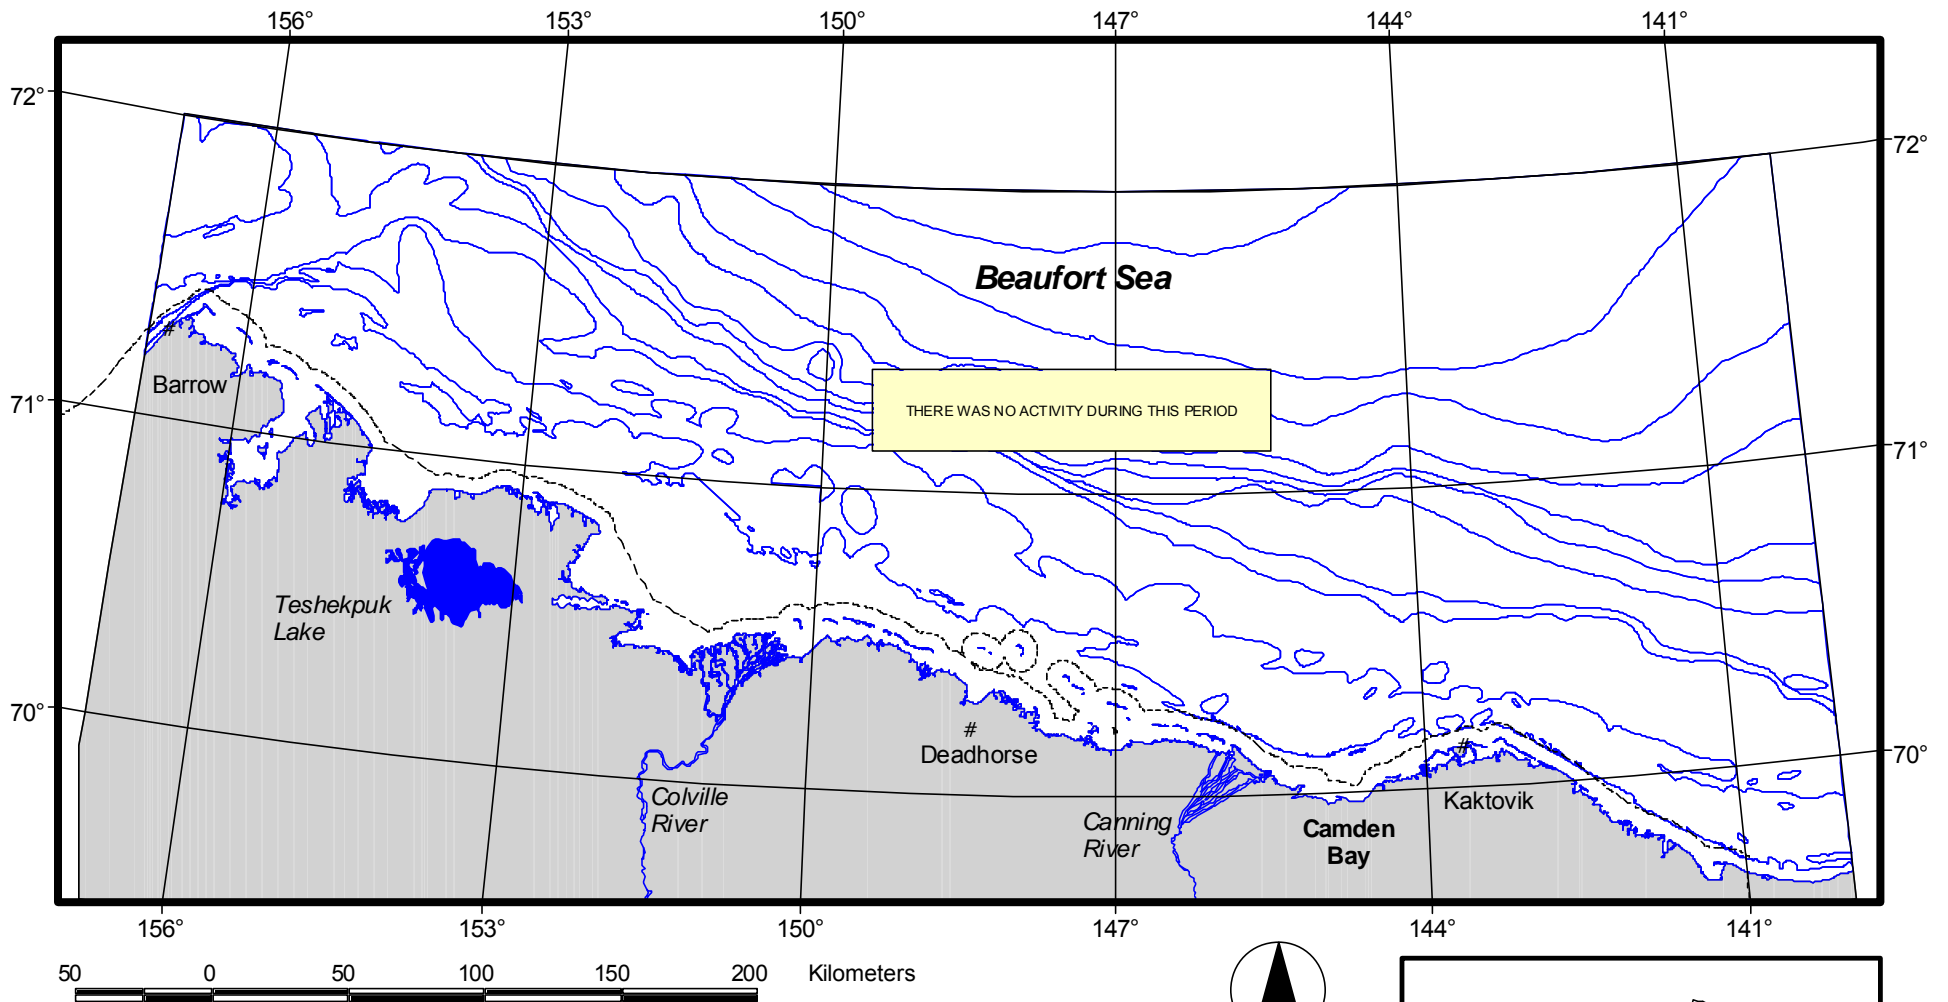 156° 153° 150° 147° 144° 141°
72°
72°
Beaufort Sea
#
Barrow
71°
THERE WAS NO ACTIVITY DURING THIS PERIOD
71°
Teshekpuk
Lake
70°
#
Deadhorse
#
70°
Colville
River
Kaktovik
Canning
River
Camden
Bay
156° 153° 150° 147° 144° 141°
50 0 50 100 150 200 Kilometers